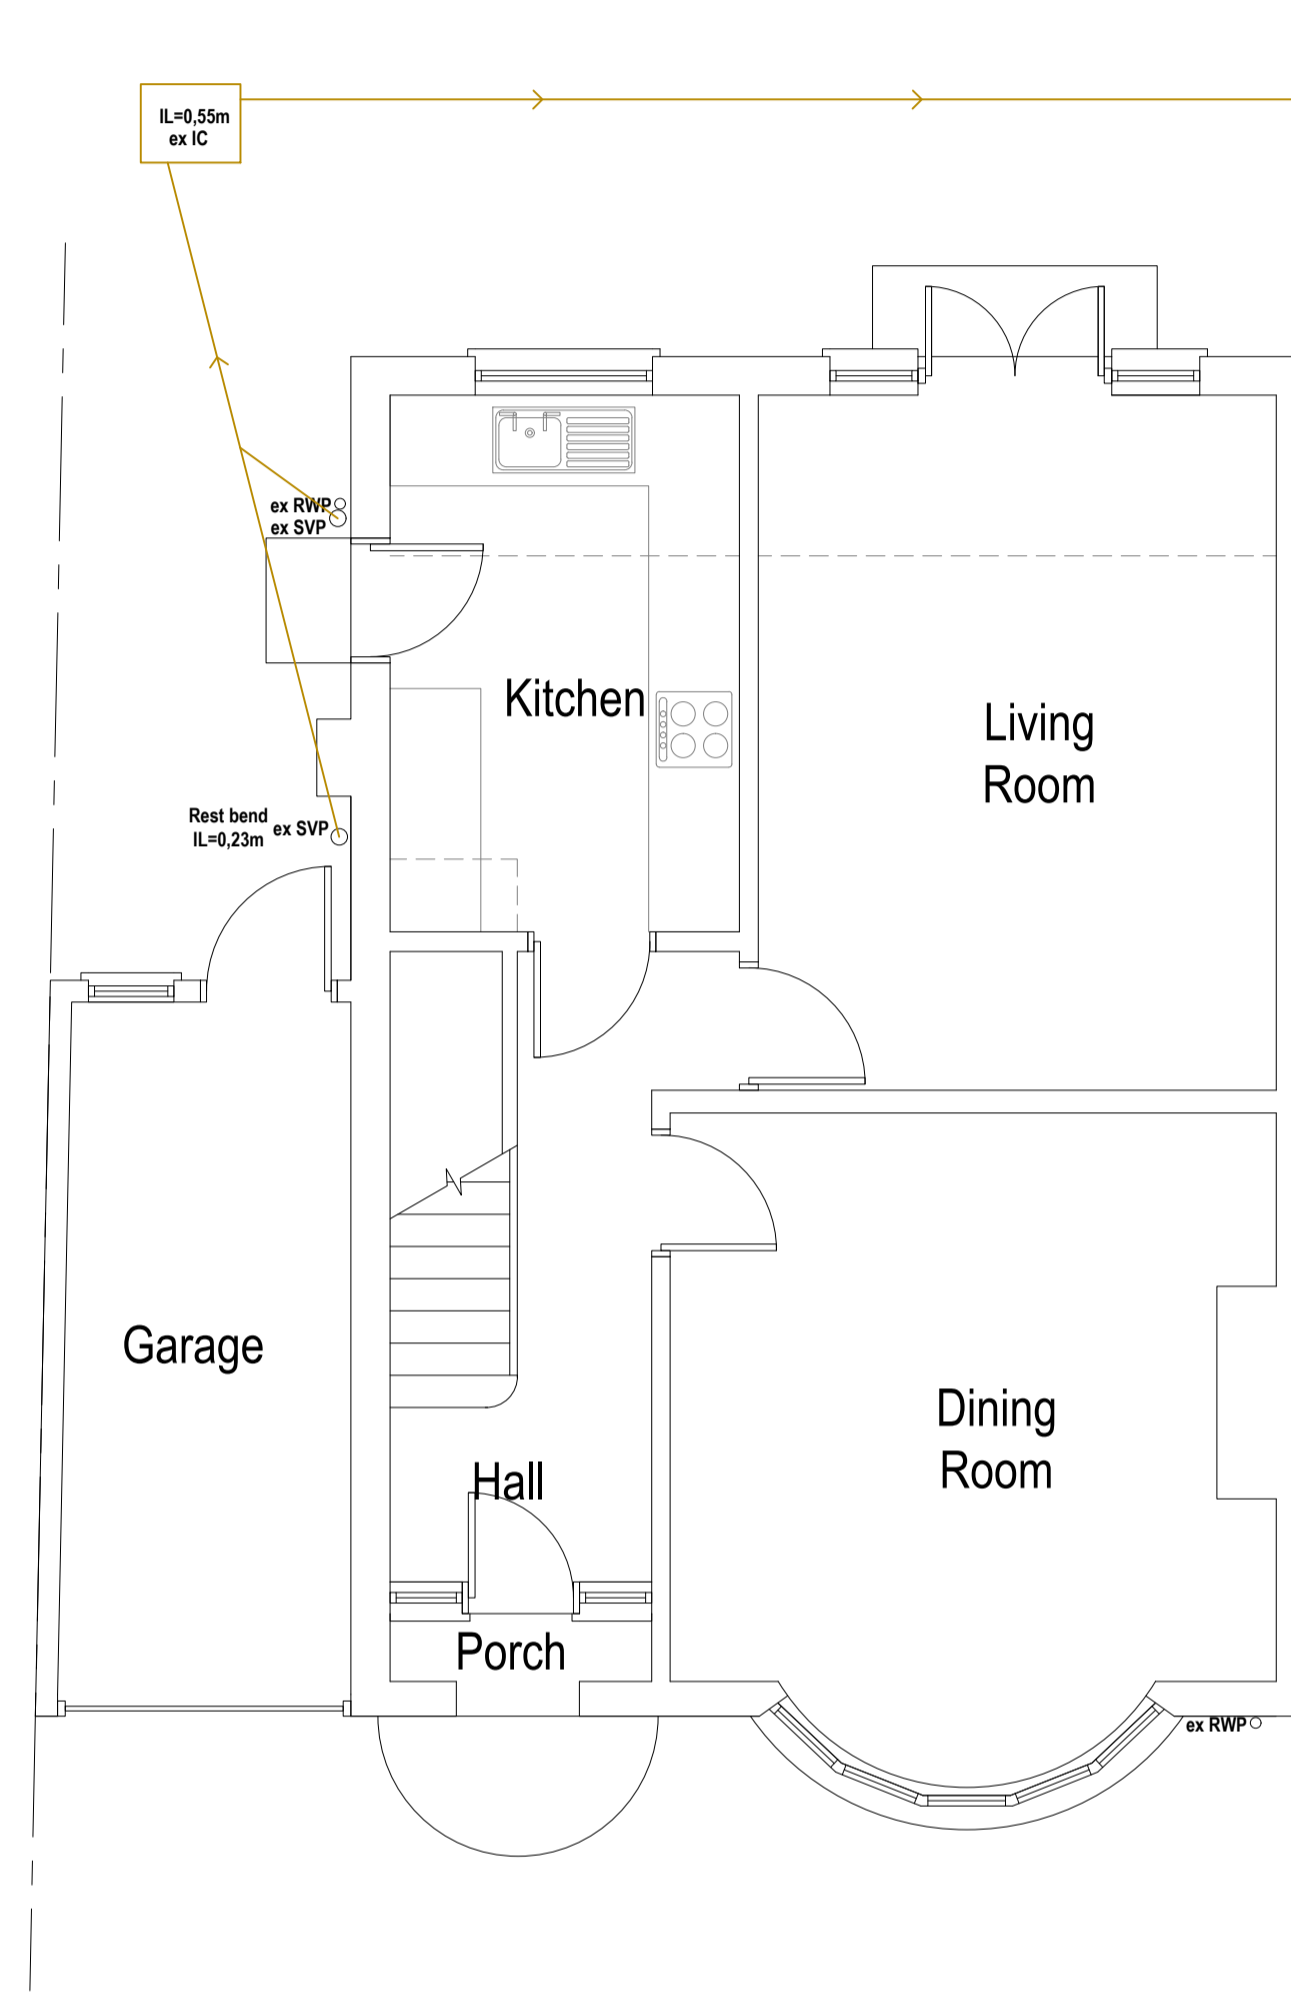 IL=0,55m
ex IC
ex RWP
ex SVP
Kitchen
Living
Room
Rest bend
IL=0,23m
ex SVP
Garage
Dining
Room
Hall
Porch
ex RWP